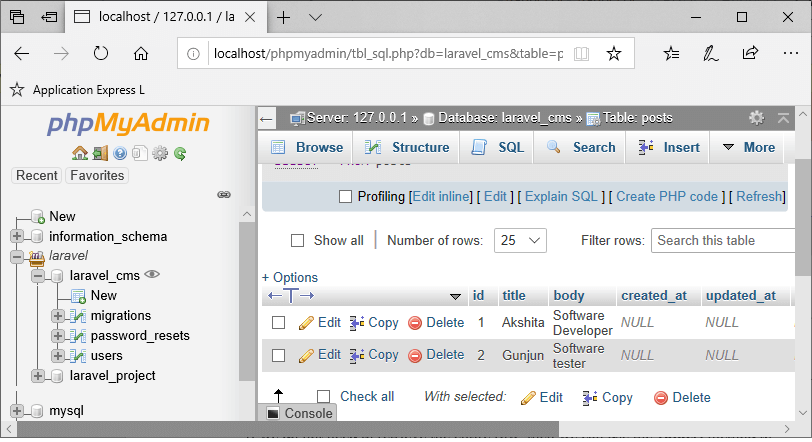 localhost / 127.0.0.1 / la
localhost/phpmyadmin/tbl_sql.php?db=laravel_cms&table=p
Application Express L
phpMyAdmin
Recent Favorites
New
information_schema
laravel
laravel_cms
New
migrations
password_resets
users
laravel_project
mysql
Server: 127.0.0.1 » Database: laravel_cms » Table: posts
Browse Structure SQL Search Insert More
Profiling [Edit inline] [ Edit ] [ Explain SQL ] [ Create PHP code ] [ Refresh]
Show all | Number of rows: 25 Filter rows: Search this table
+ Options
←T→ id title body created_at updated_at
Edit Copy Delete 1 Akshita Software Developer NULL NULL
Edit Copy Delete 2 Gunjun Software tester NULL NULL
Check all With selected: Edit Copy Delete
Console